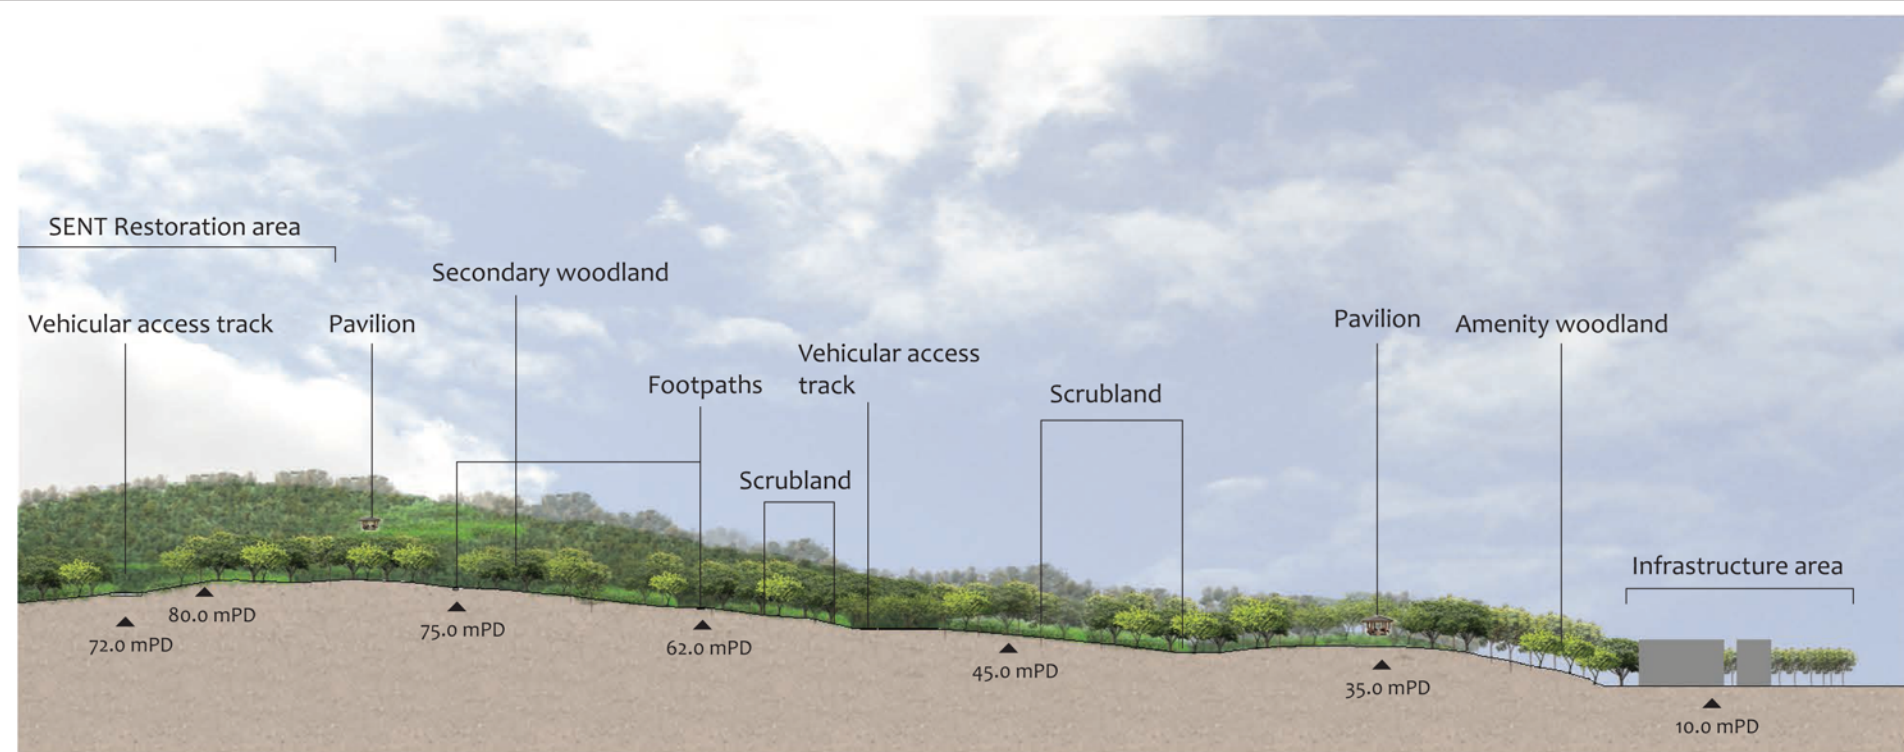 SENT Restoration area
Secondary woodland
Vehicular access track
Pavilion
Pavilion
Amenity woodland
Vehicular access
track
Footpaths
Scrubland
Scrubland
Infrastructure area
80.0 mPD
72.0 mPD
75.0 mPD
62.0 mPD
45.0 mPD
35.0 mPD
10.0 mPD